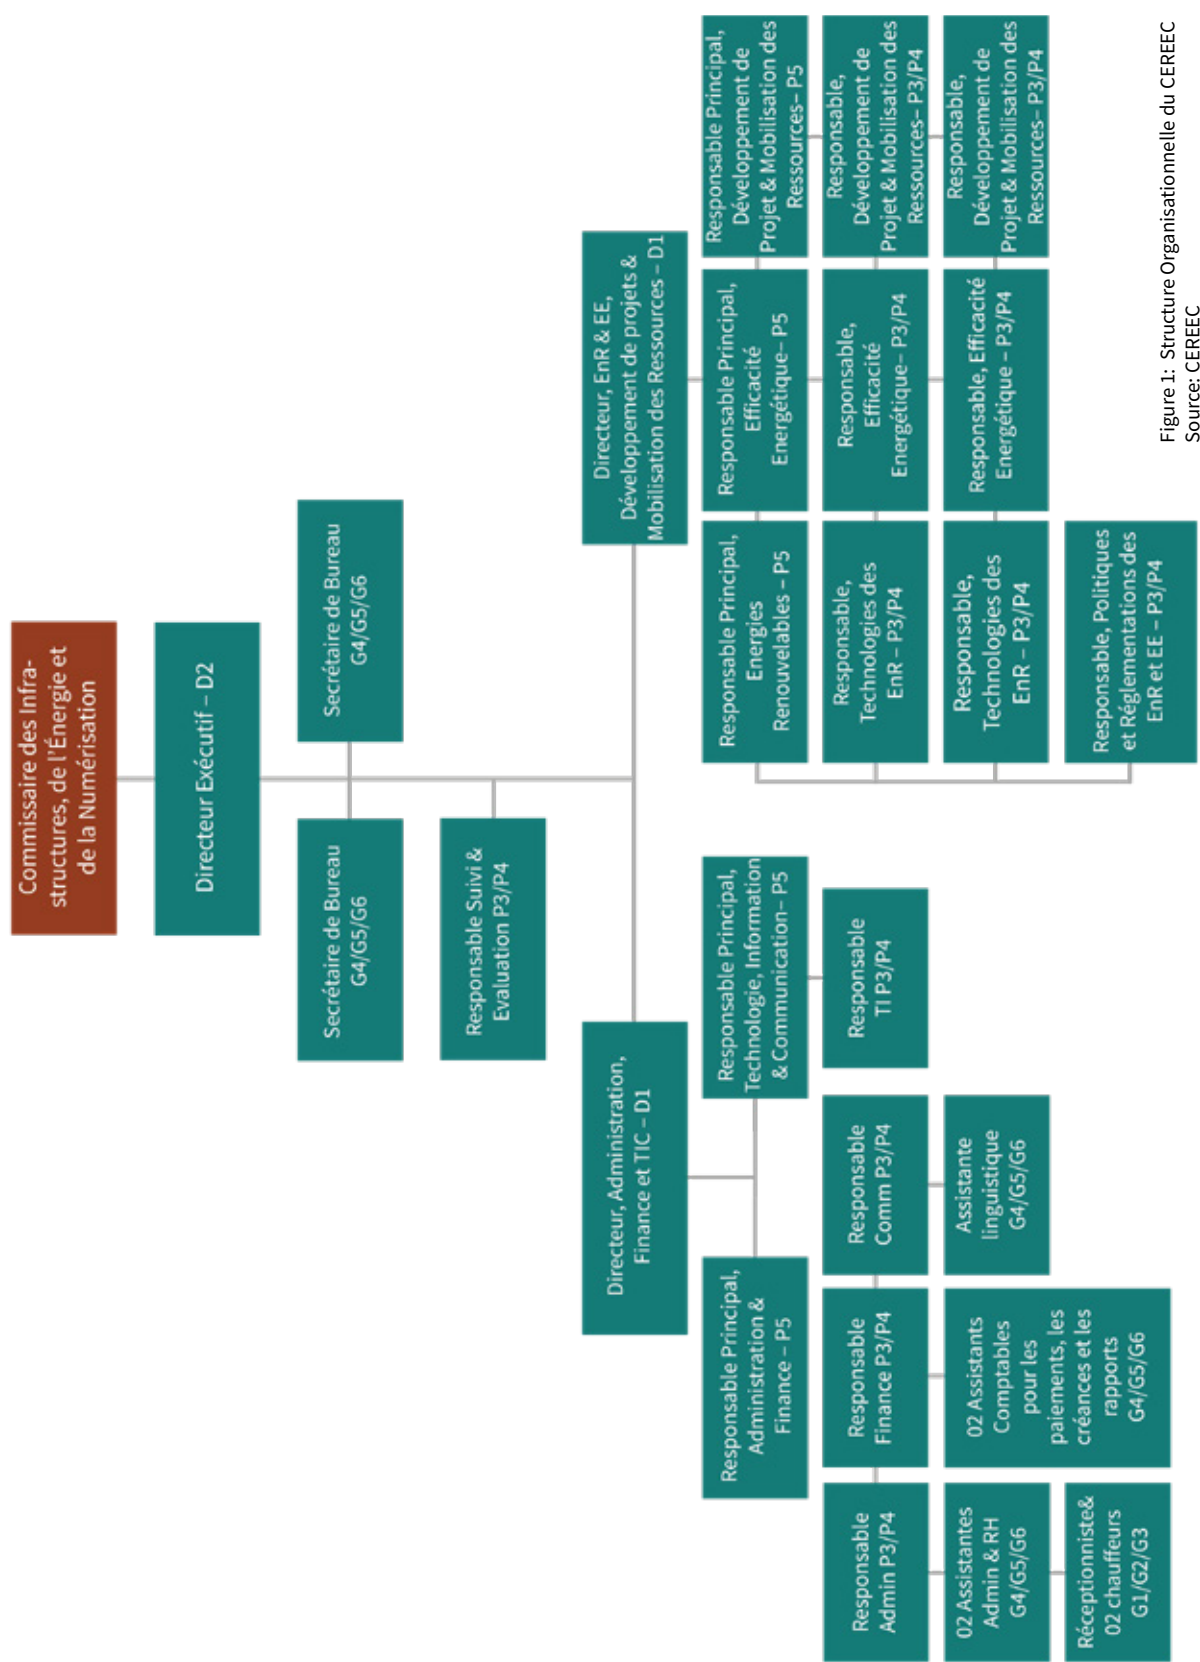 Commissaire des Infra-
structures, de l'Énergie et
de la Numérisation
Directeur Exécutif – D2
Secrétaire de Bureau
G4/G5/G6
Secrétaire de Bureau
G4/G5/G6
Responsable Suivi &
Evaluation P3/P4
Directeur, Administration,
Finance et TIC – D1
Directeur, EnR & EE,
Développement de projets &
Mobilisation des Ressources – D1
Responsable Principal,
Administration &
Finance – P5
Responsable Principal,
Technologie, Information
& Communication– P5
Responsable Principal,
Energies
Renouvelables – P5
Responsable Principal,
Efficacité
Energétique– P5
Responsable Principal,
Développement de
Projet & Mobilisation des
Ressources– P5
Responsable
Admin P3/P4
Responsable
Finance P3/P4
Responsable
Comm P3/P4
Responsable
TI P3/P4
Responsable,
Technologies des
EnR – P3/P4
Responsable,
Efficacité
Energétique– P3/P4
Responsable,
Développement de
Projet & Mobilisation des
Ressources– P3/P4
02 Assistantes
Admin & RH
G4/G5/G6
02 Assistants
Comptables
pour les
paiements, les
créances et les
rapports
G4/G5/G6
Assistante
linguistique
G4/G5/G6
Responsable,
Technologies des
EnR – P3/P4
Responsable, Efficacité
Energétique – P3/P4
Responsable,
Développement de
Projet & Mobilisation des
Ressources– P3/P4
Réceptionniste&
02 chauffeurs
G1/G2/G3
Responsable, Politiques
et Réglementations des
EnR et EE – P3/P4
Figure 1: Structure Organisationnelle du CEREEC
Source: CEREEC